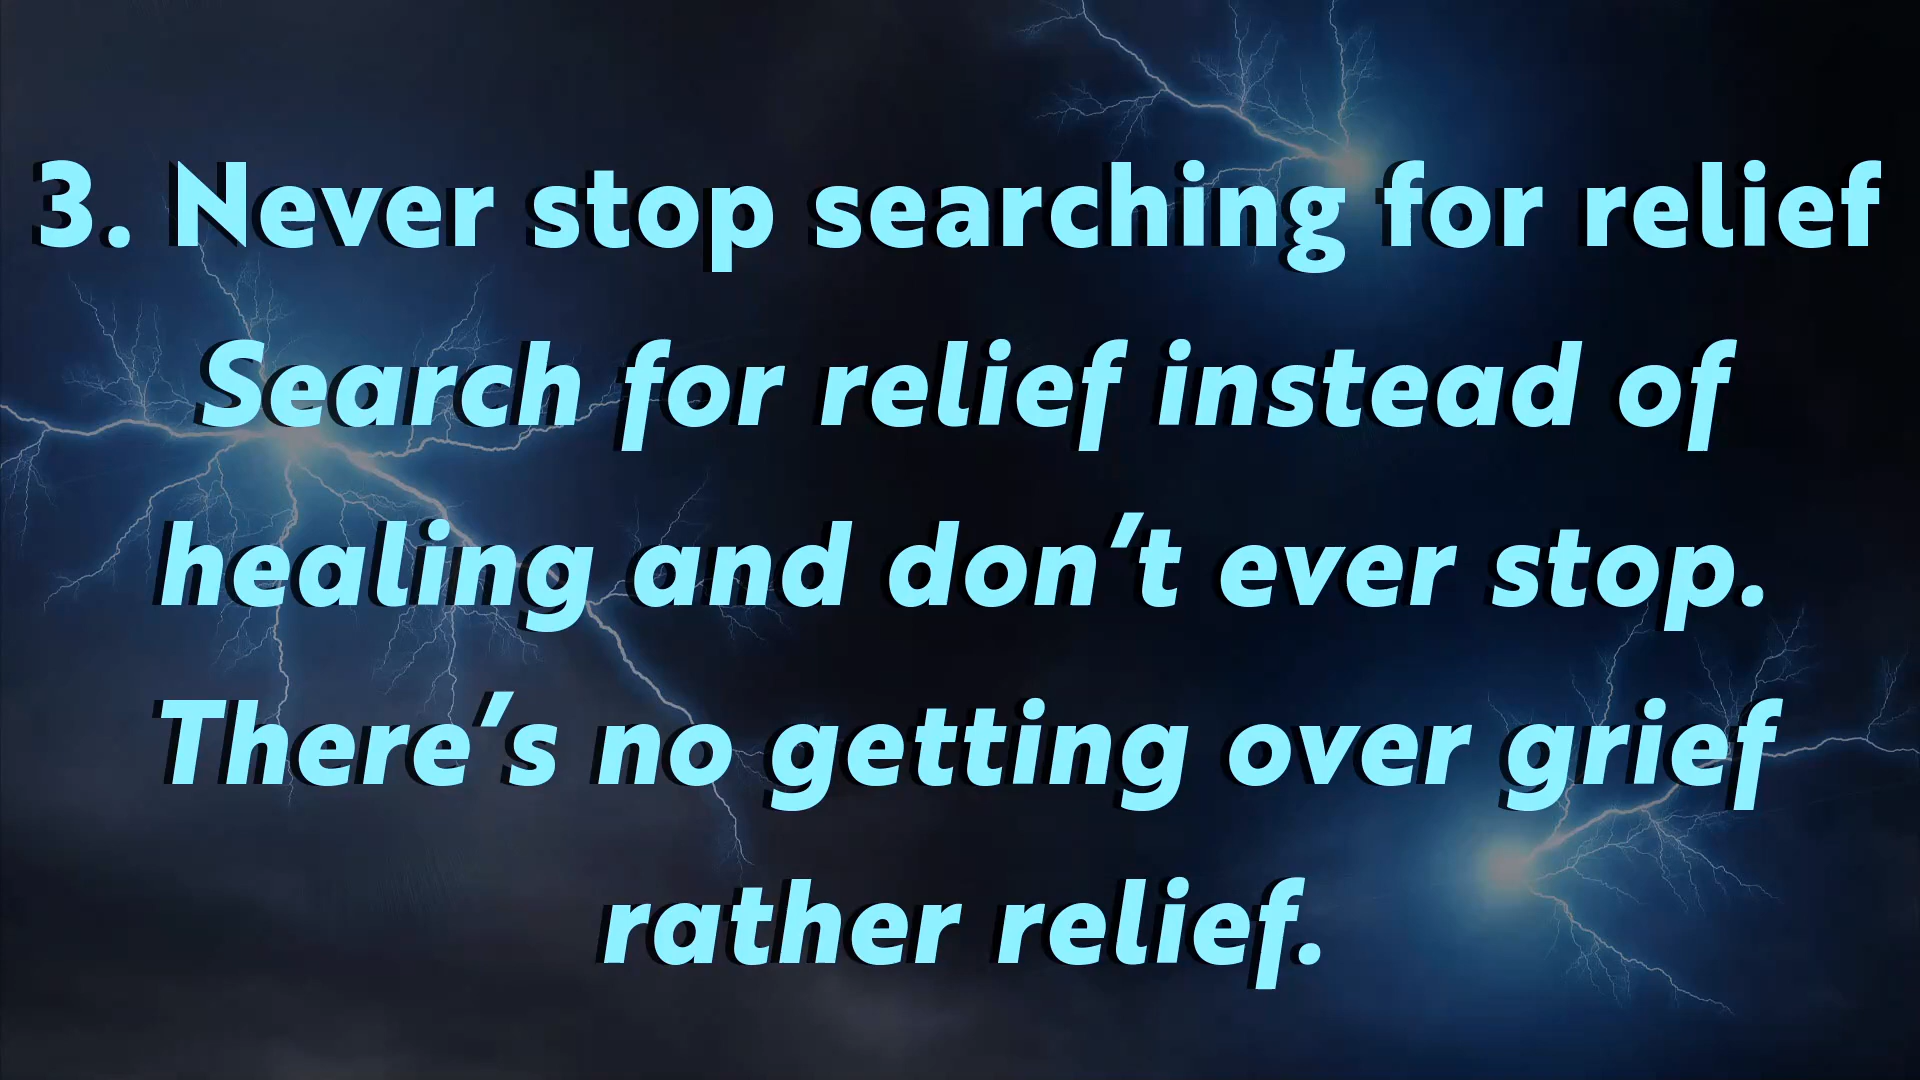 3. Never stop searching for relief
Search for relief instead of
healing and don’t ever stop.
There’s no getting over grief
rather relief.